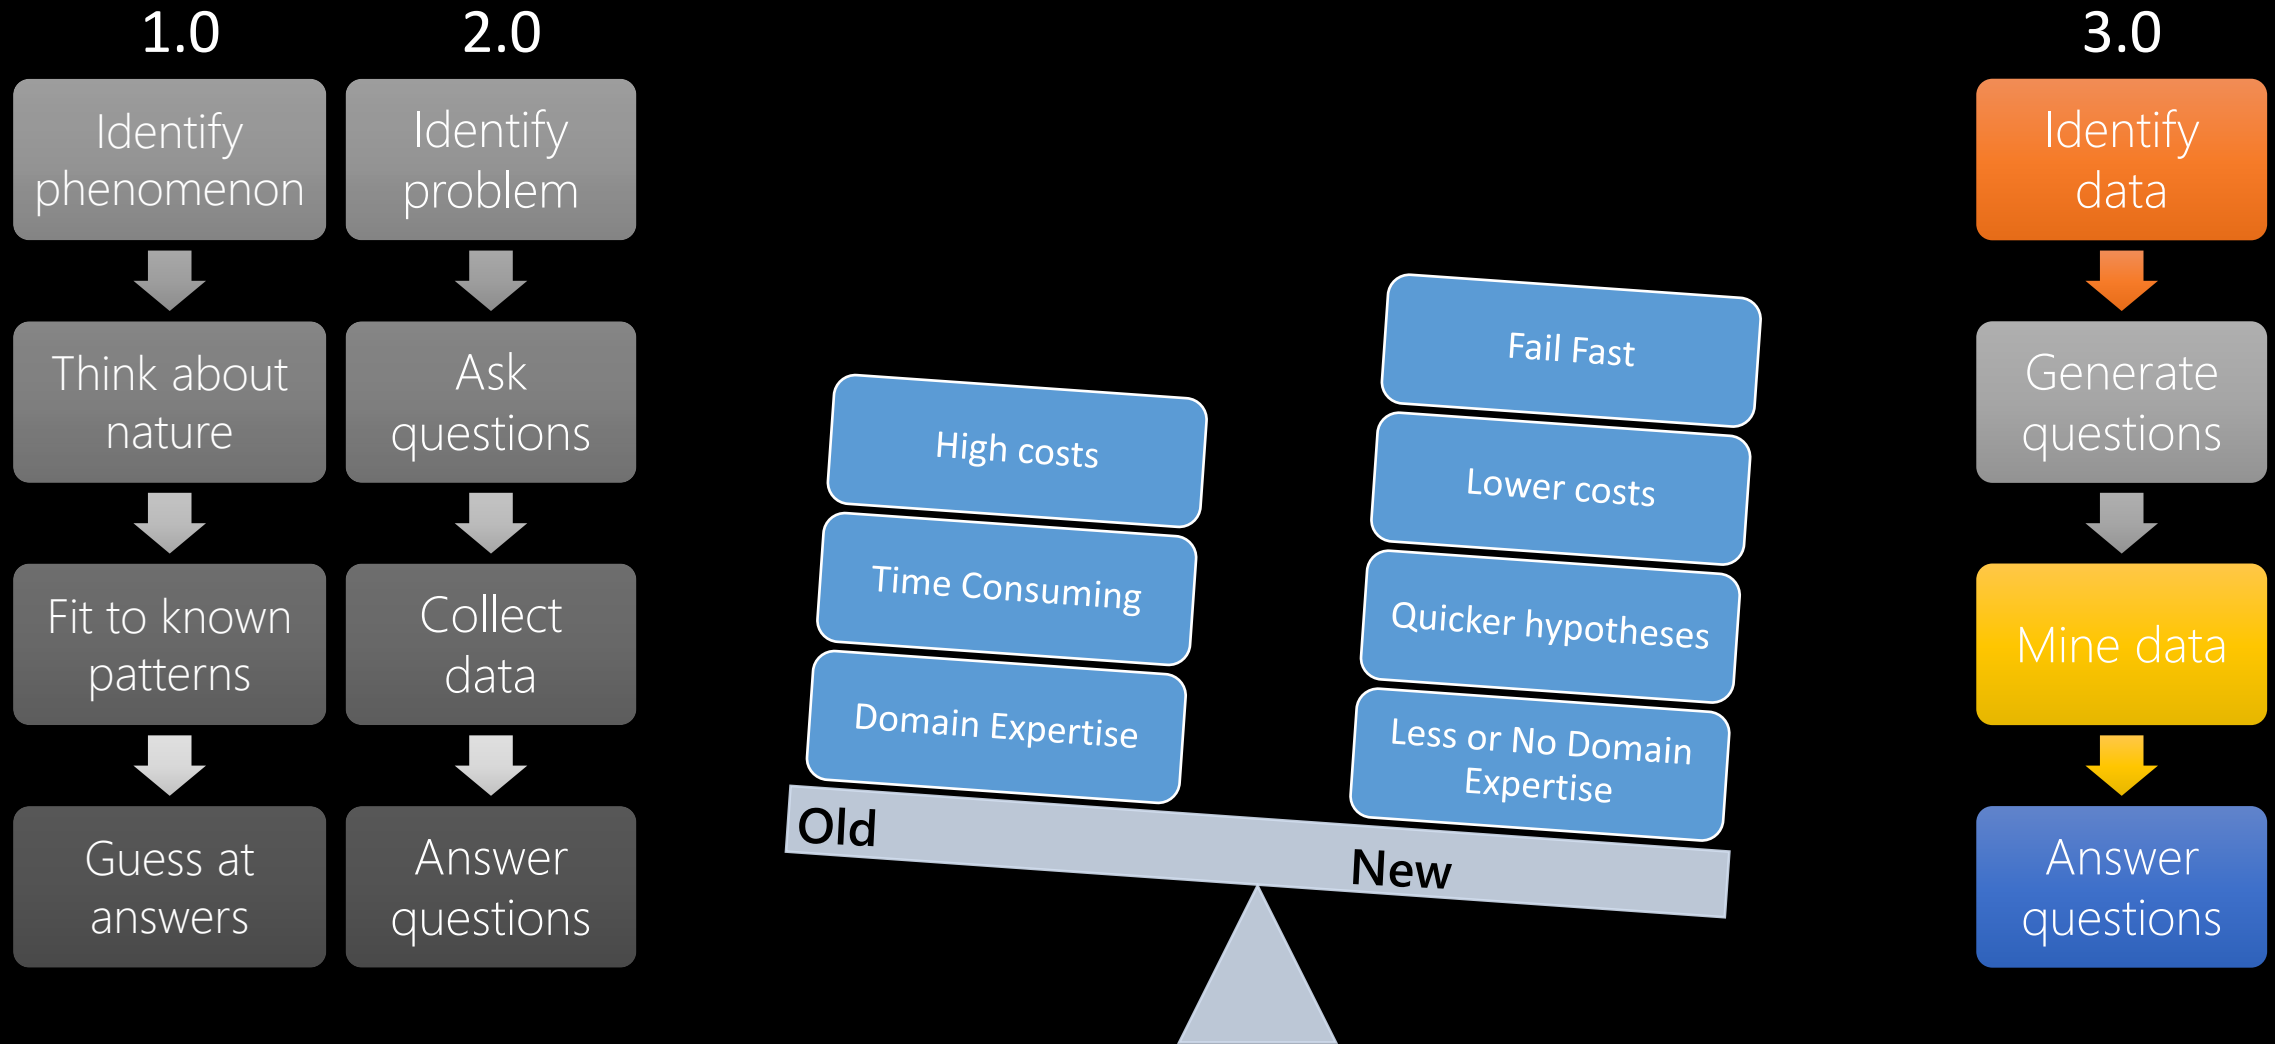 1.0
Identify
phenomenon
Think about
nature
Fit to known
patterns
Guess at
answers
2.0
Identify
problem
Ask
questions
Collect
data
Answer
questions
High costs
Time Consuming
Domain Expertise
Old
Fail Fast
Lower costs
Quicker hypotheses
Less or No Domain
Expertise
New
3.0
Identify
data
Generate
questions
Mine data
Answer
questions